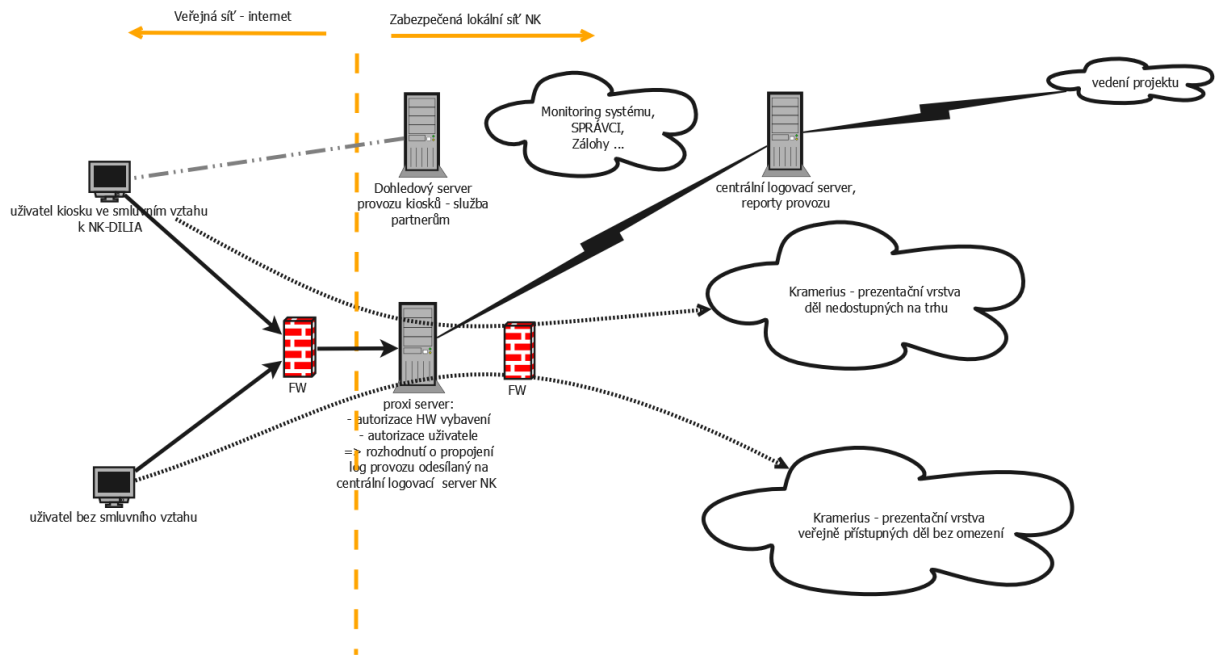 Veřejná síť - internet
Zabezpečená lokální síť NK
vedení projektu
Monitoring systému,
SPRÁVCI,
Zálohy ...
Dohledový server
provozu kiosků - služba
partnerům
centrální logovací server,
reporty provozu
uživatel kiosku ve smluvním vztahu
k NK-DILIA
Kramerius - prezentační vrstva
děl nedostupných na trhu
FW
FW
proxi server:
- autorizace HW vybavení
- autorizace uživatele
=> rozhodnutí o propojení
log provozu odesílaný na
centrální logovací server NK
uživatel bez smluvního vztahu
Kramerius - prezentační vrstva
veřejně přístupných děl bez omezení